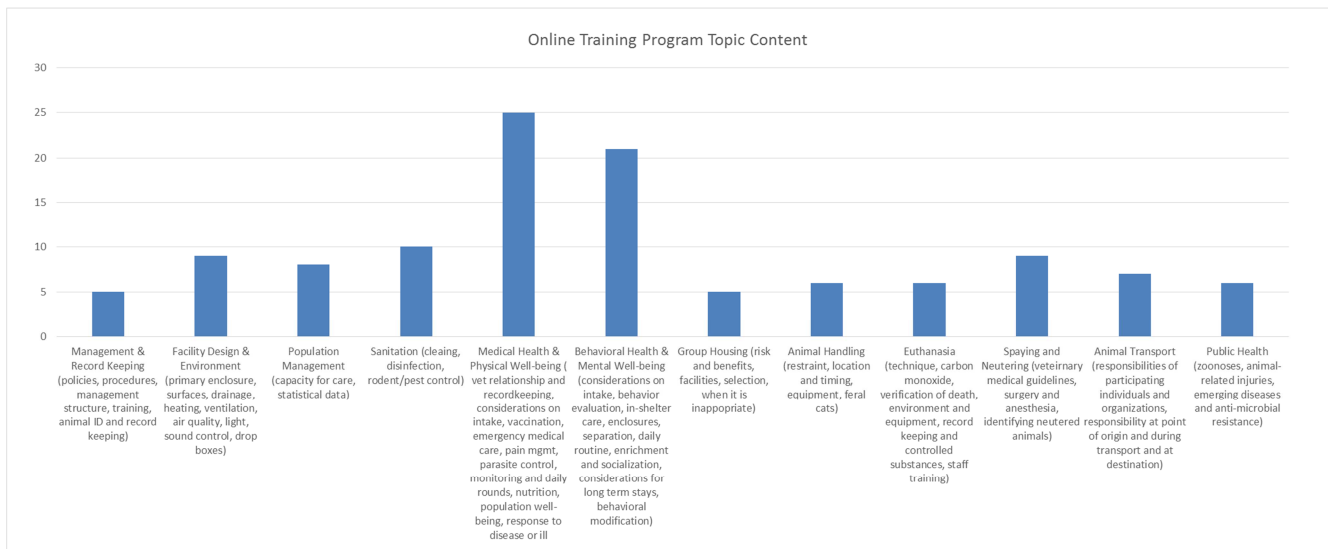 Online Training Program Topic Content
30
25
20
15
10
5
0
Management &
Record Keeping
(policies, procedures,
management
structure, training,
animal ID and record
keeping)
Facility Design &
Environment
(primary enclosure,
surfaces, drainage,
heating, ventilation,
air quality, light,
sound control, drop
boxes)
Population
Management
(capacity for care,
statistical data)
Sanitation (cleaing,
disinfection,
rodent/pest control)
Medical Health &
Physical Well-being (
vet relationship and
recordkeeping,
considerations on
intake, vaccination,
emergency medical
care, pain mgmt,
parasite control,
monitoring and daily
rounds, nutrition,
population well-
being, response to
disease or ill
Behavioral Health &
Mental Well-being
(considerations on
intake, behavior
evaluation, in-shelter
care, enclosures,
separation, daily
routine, enrichment
and socialization,
considerations for
long term stays,
behavioral
modification)
Group Housing (risk
and benefits,
facilities, selection,
when it is
inappopriate)
Animal Handling
(restraint, location
and timing,
equipment, feral
cats)
Euthanasia
(technique, carbon
monoxide,
verification of death,
environment and
equipment, record
keeping and
controlled
substances, staff
training)
Spaying and
Neutering (veteirnary
medical guidelines,
surgery and
anesthesia,
identifying neutered
animals)
Animal Transport
(responsibilities of
participating
individuals and
organizations,
responsibility at point
of origin and during
transport and at
destination)
Public Health
(zoonoses, animal-
related injuries,
emerging diseases
and anti-microbial
resistance)